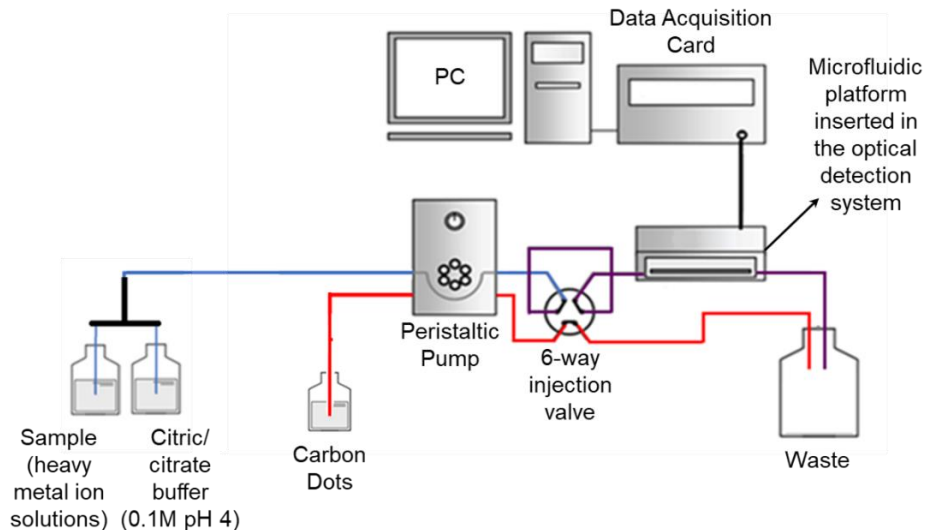 Data Acquisition
Card
PC
Microfluidic
platform
inserted in
the optical
detection
system
Peristaltic
Pump
6-way
injection
valve
Sample
(heavy
metal ion
solutions)
Citric/
citrate
buffer
(0.1M pH 4)
Carbon
Dots
Waste